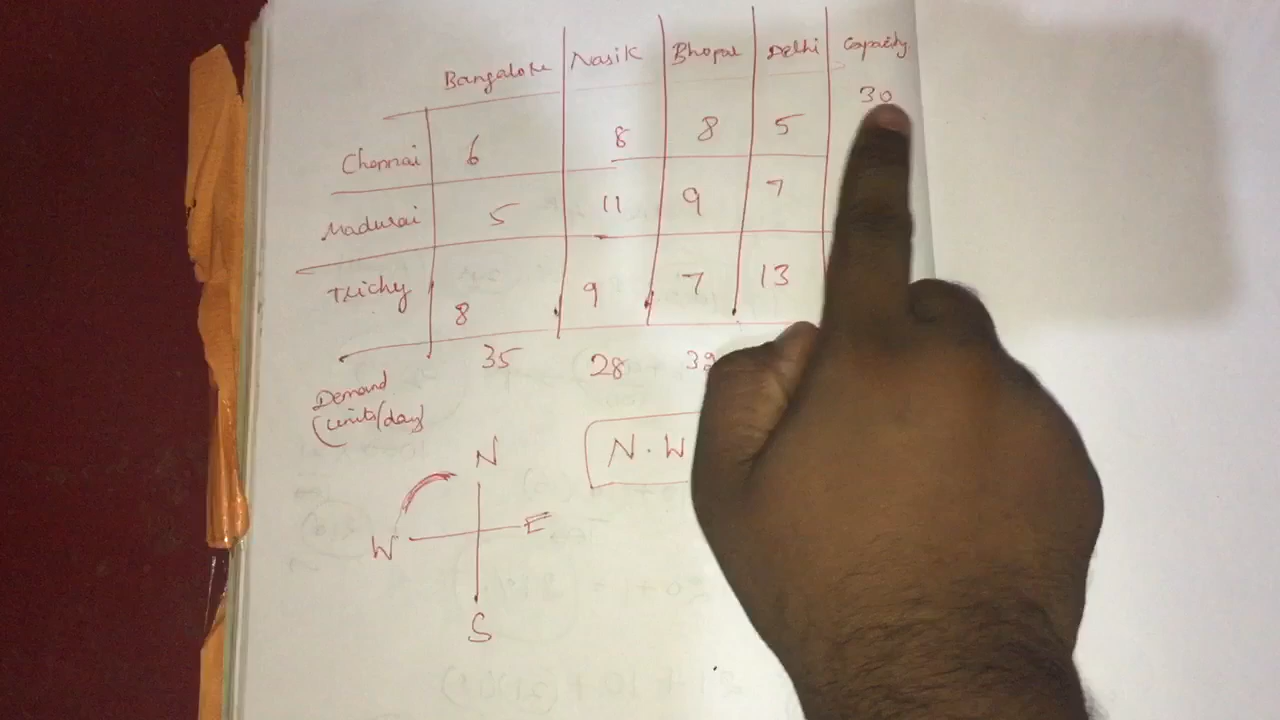 Bangalore Nasik Bhopal Delhi Capacity
30
Chennai 6 8 8 5
Madurai 5 11 9 7
Trichy 8 9 7 13
35 28 32
Demand
(units/day)
N
N.W
W E
S